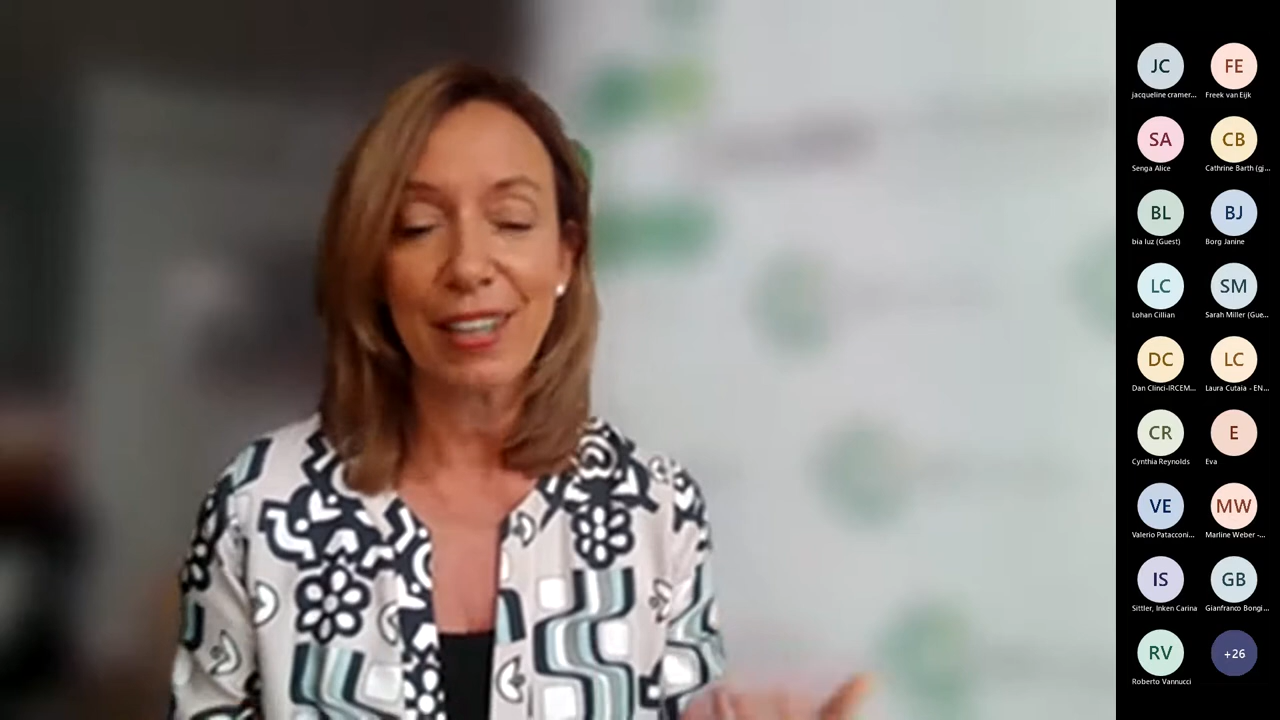 JC
FE
jacqueline cramer...
Freek van Eijk
SA
CB
Senga Alice
Cathrine Barth (gj...
BL
BJ
bia luz (Guest)
Borg Janine
LC
SM
Lohan Cillian
Sarah Miller (Gue...
DC
LC
Dan Clinci-IRCEM...
Laura Cutaia - EN...
CR
E
Cynthia Reynolds
Eva
VE
MW
Valerio Patacconi...
Marline Weber -...
IS
GB
Sittler, Inken Carina
Gianfranco Bongi...
RV
+26
Roberto Vannucci